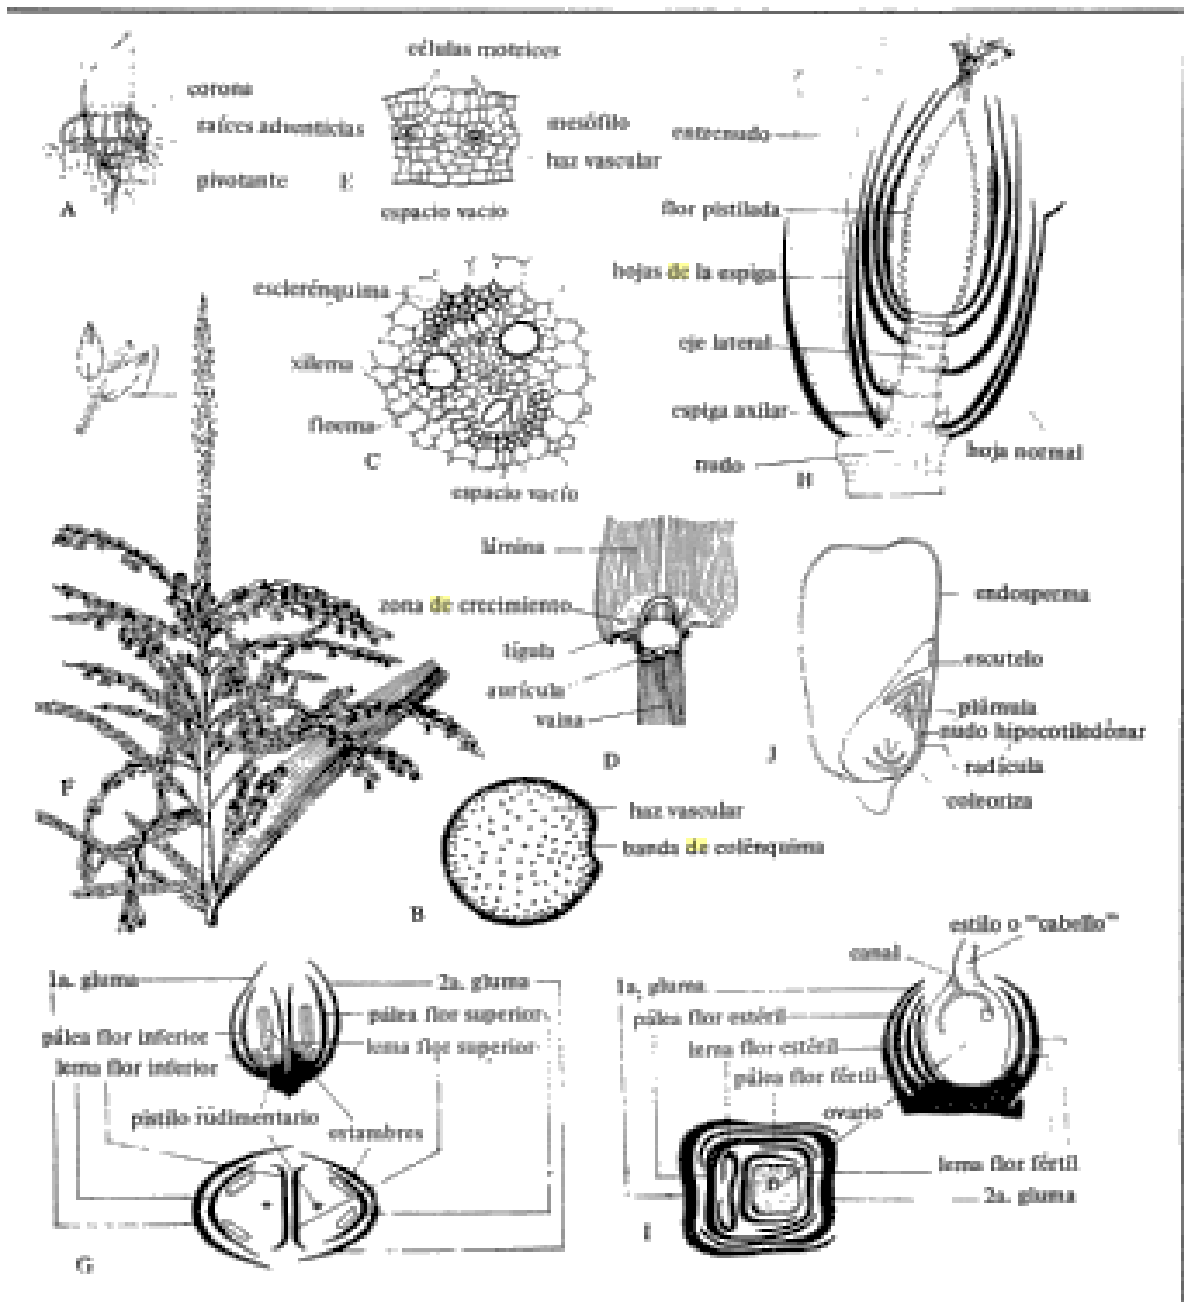 corona
raíces adventicias
pivotante
A
células motrices
mesófilo
haz vascular
E
espacio vacío
esclerénquima
xilema
floema
C
espacio vacío
entrenudo
flor pistilada
hojas de la espiga
eje lateral
espiga axilar
nudo
hoja normal
H
F
lámina
zona de crecimiento
lígula
aurícula
vaina
D
endosperma
escutelo
plúmula
nudo hipocotiledónar
radícula
coleoriza
J
haz vascular
banda de colénquima
B
1a. gluma
2a. gluma
pálea flor superior
pálea flor inferior
lema flor superior
lema flor inferior
pistilo rudimentario
estambres
G
estilo o "cabello"
canal
1a. gluma
pálea flor estéril
lema flor estéril
pálea flor fértil
ovario
lema flor fértil
2a. gluma
I